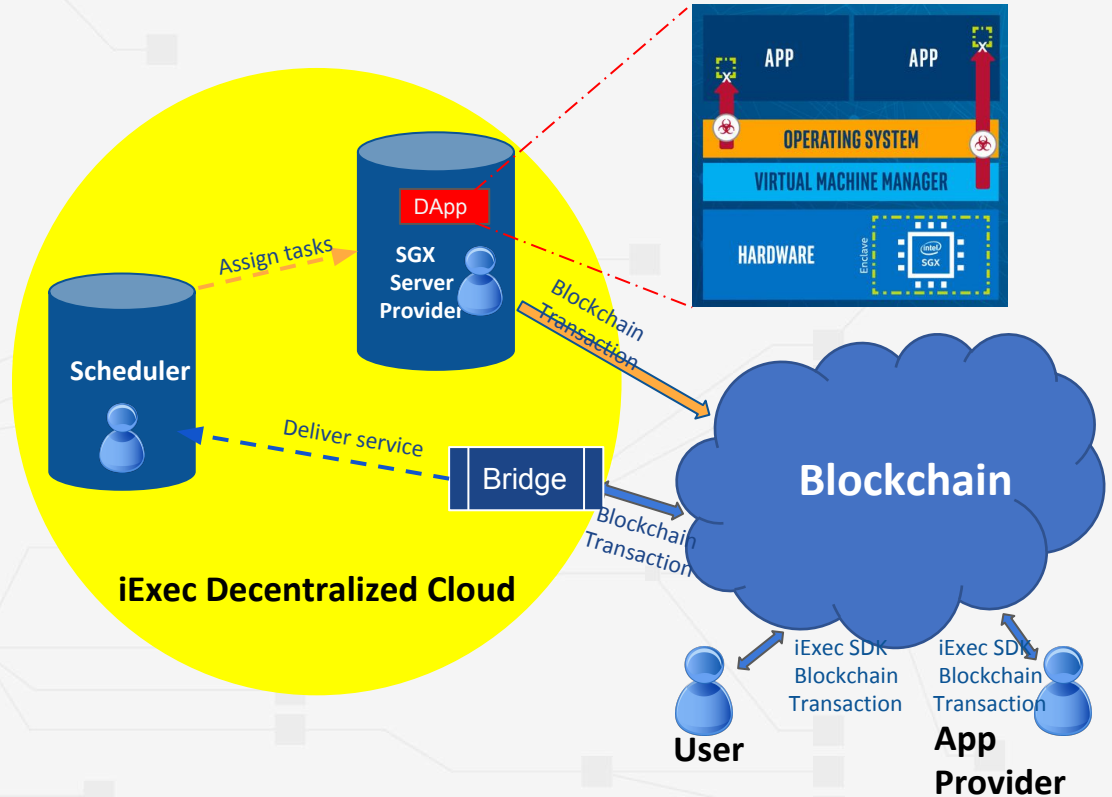 APP
APP
X
X
OPERATING SYSTEM
VIRTUAL MACHINE MANAGER
HARDWARE
Enclave
intel
SGX
DApp
SGX
Server
Provider
Assign tasks
Scheduler
Blockchain
Transaction
Deliver service
Bridge
Blockchain
Transaction
Blockchain
iExec Decentralized Cloud
iExec SDK
Blockchain
Transaction
iExec SDK
Blockchain
Transaction
User
App
Provider